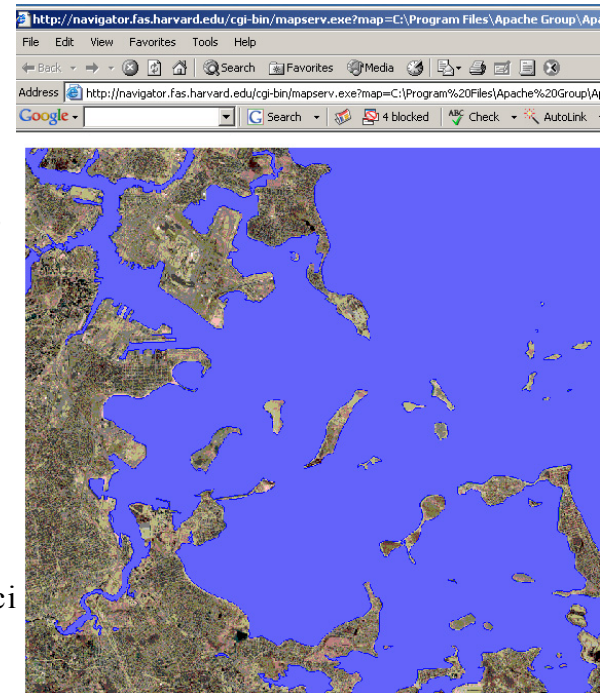 http://navigator.fas.harvard.edu/cgi-bin/mapserv.exe?map=C:\Program Files\Apache Group\Apa
File Edit View Favorites Tools Help
Back Search Favorites Media
Address http://navigator.fas.harvard.edu/cgi-bin/mapserv.exe?map=C:\Program%20Files\Apache%20Group\Ap
Google Search 4 blocked ABC Check AutoLink
ci